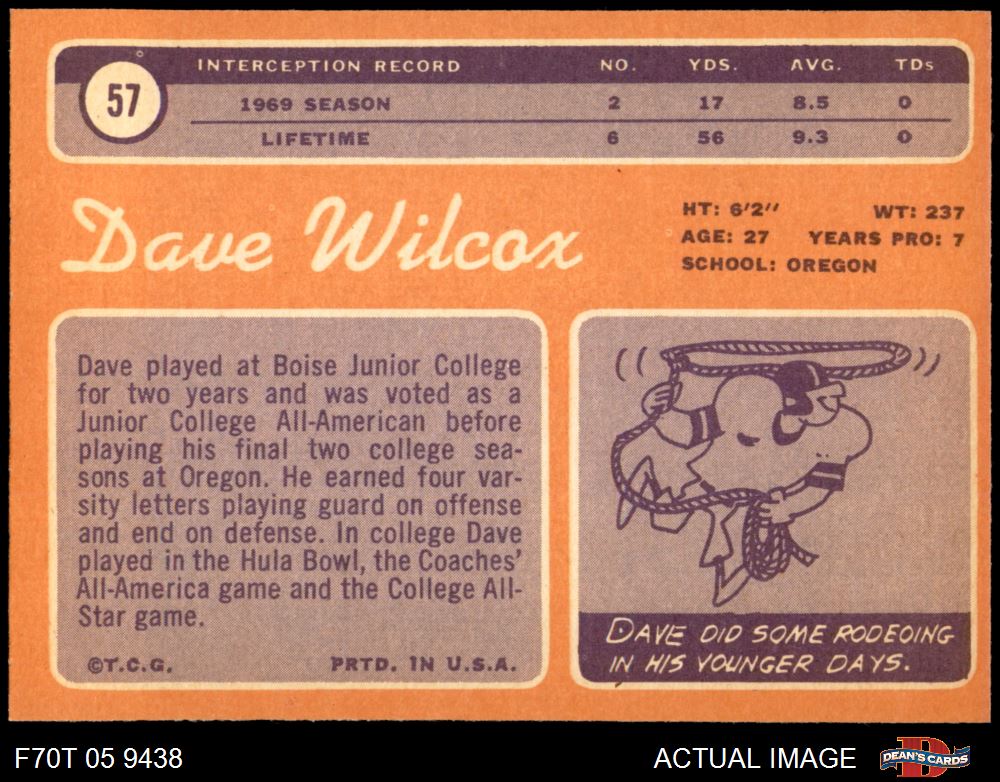 57
INTERCEPTION RECORD NO. YDS. AVG. TDs
1969 SEASON 2 17 8.5 0
LIFETIME 6 56 9.3 0
Dave Wilcox
HT: 6'2" WT: 237
AGE: 27 YEARS PRO: 7
SCHOOL: OREGON
Dave played at Boise Junior College
for two years and was voted as a
Junior College All-American before
playing his final two college sea-
sons at Oregon. He earned four var-
sity letters playing guard on offense
and end on defense. In college Dave
played in the Hula Bowl, the Coaches'
All-America game and the College All-
Star game.
©T.C.G. PRTD. IN U.S.A.
DAVE DID SOME RODEOING
IN HIS YOUNGER DAYS.
F70T 05 9438 ACTUAL IMAGE D DEAN'S CARDS